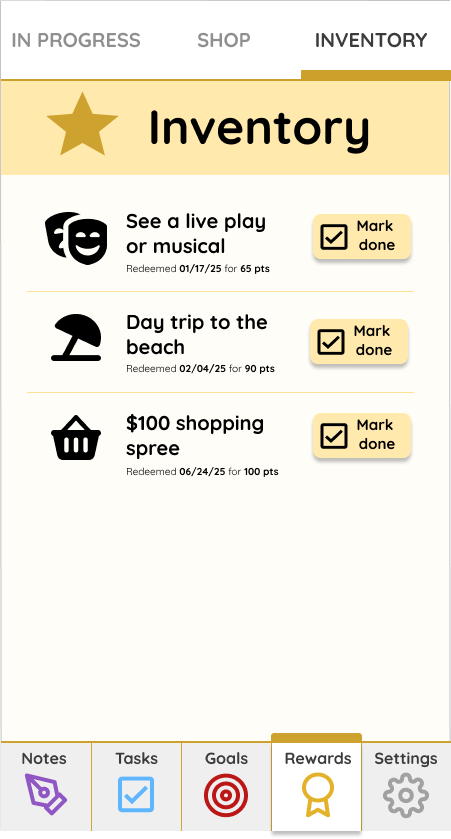 IN PROGRESS SHOP INVENTORY
Inventory
See a live play
or musical
Redeemed 01/17/25 for 65 pts
Mark
done
Day trip to the
beach
Redeemed 02/04/25 for 90 pts
Mark
done
$100 shopping
spree
Redeemed 06/24/25 for 100 pts
Mark
done
Notes Tasks Goals Rewards Settings